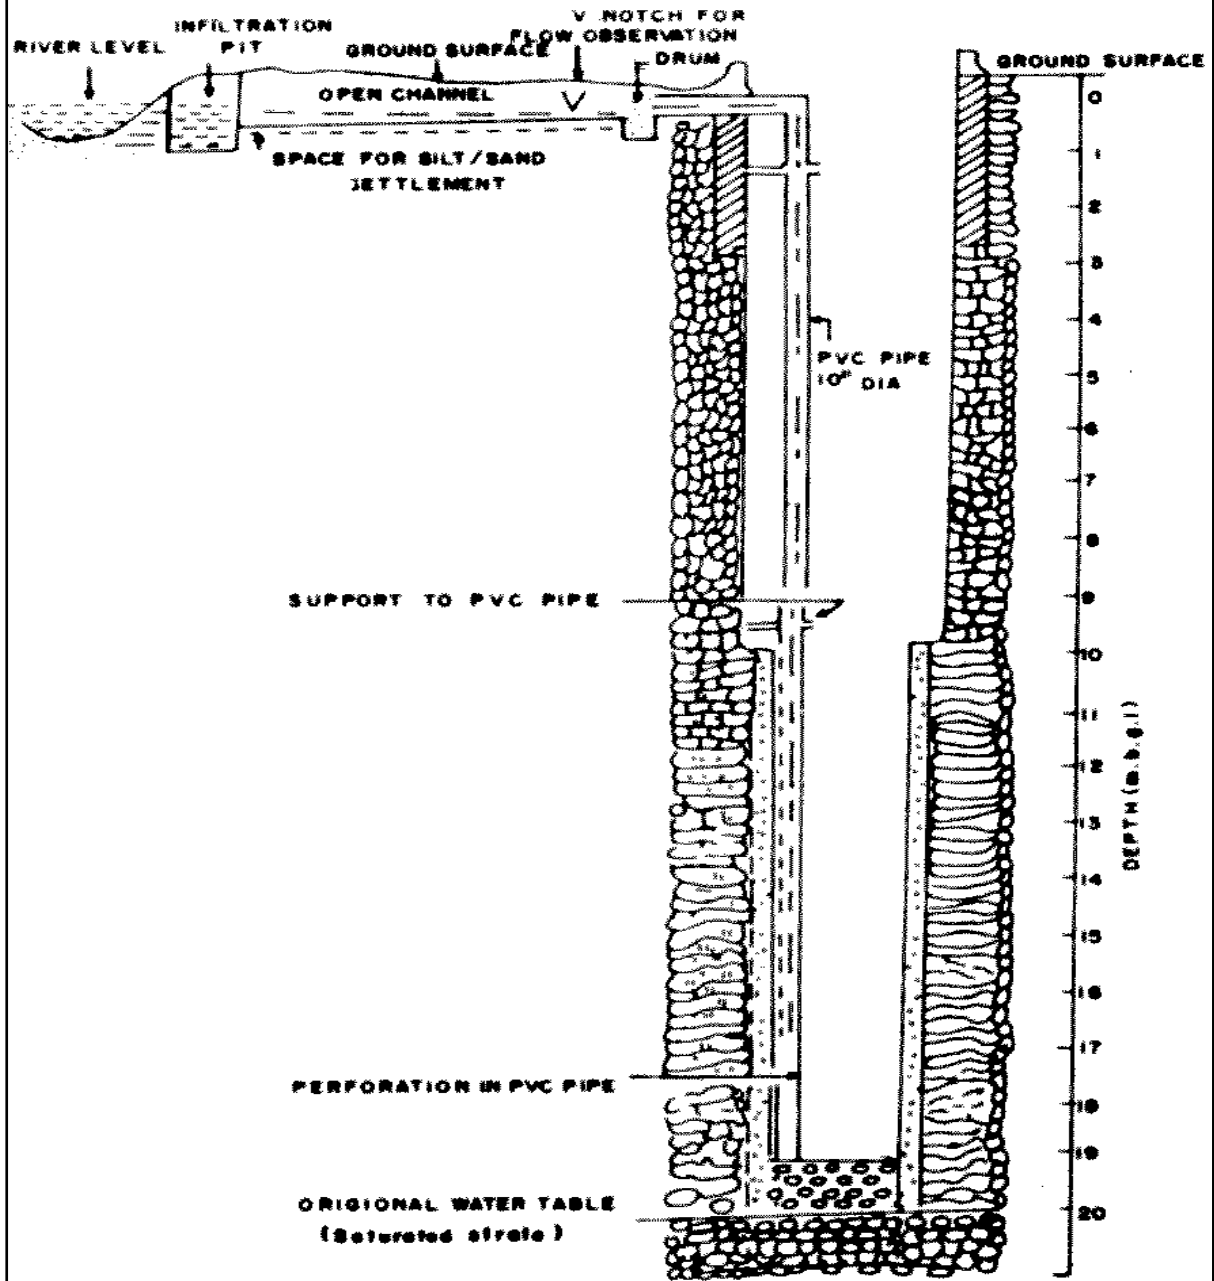 RIVER LEVEL
INFILTRATION
PIT
GROUND SURFACE
V NOTCH FOR
FLOW OBSERVATION
DRUM
GROUND SURFACE
OPEN CHANNEL
V
SPACE FOR SILT/SAND
SETTLEMENT
PVC PIPE
10" DIA
SUPPORT TO PVC PIPE
PERFORATION IN PVC PIPE
ORIGIONAL WATER TABLE
(Saturated strata)
0
1
2
3
4
5
6
7
8
9
10
11
12
13
14
15
16
17
18
19
20
DEPTH (m.b.g.l)